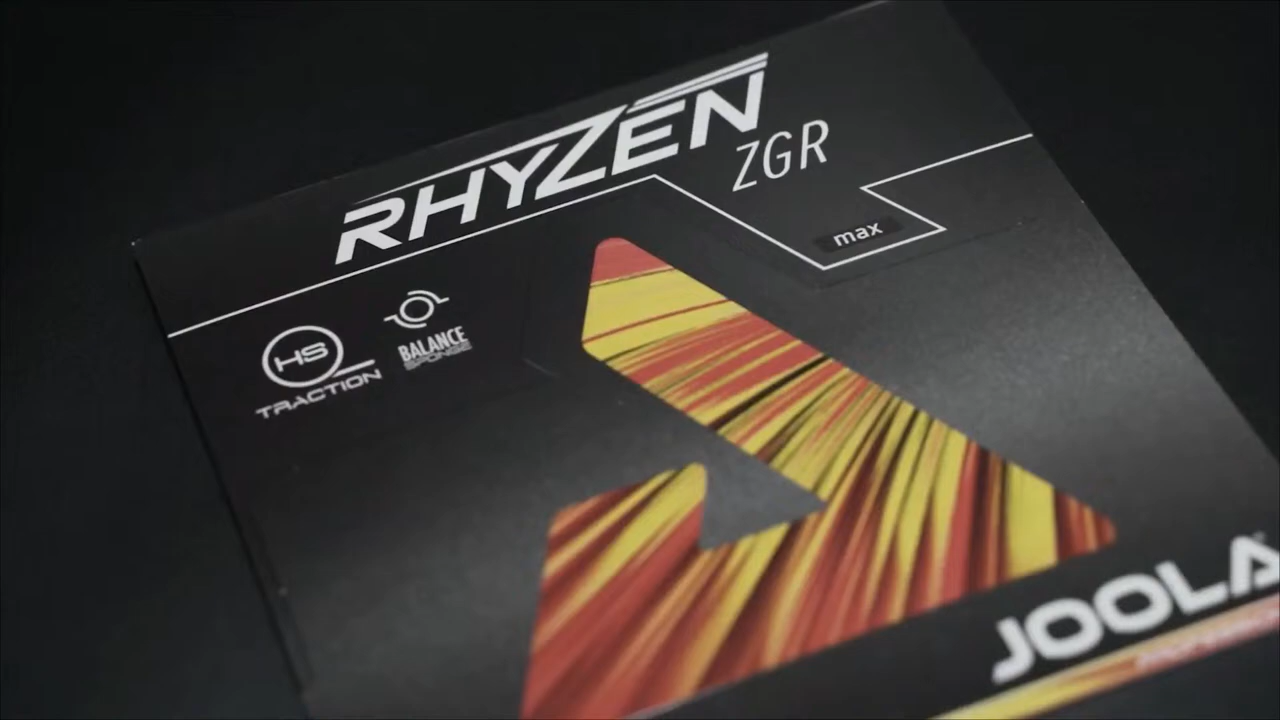 RHYZEN
ZGR
max
HS
TRACTION
BALANCE
SPONGE
JOOLA